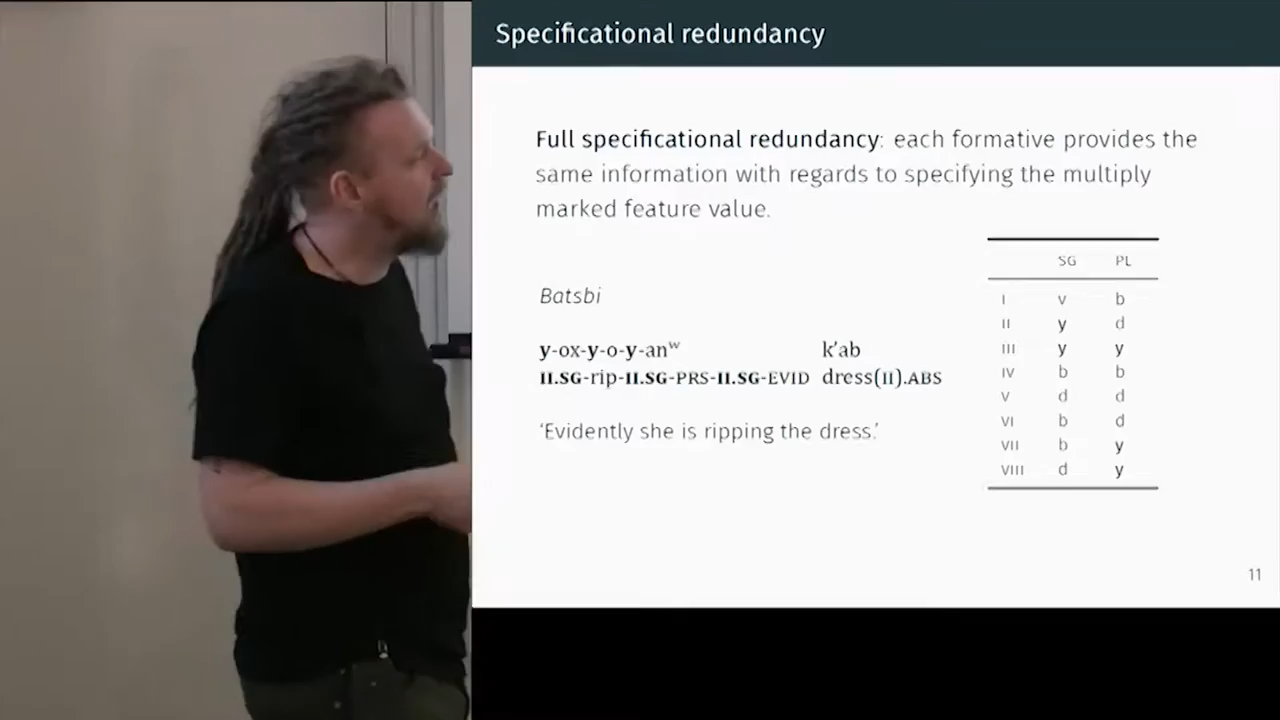 Specificational redundancy
Full specificational redundancy: each formative provides the
same information with regards to specifying the multiply
marked feature value.
SG PL
Batsbi
I v b
II y d
III y y
IV b b
V d d
VI b d
VII b y
VIII d y
y-ox-y-o-y-anʷ k’ab
II.SG-rip-II.SG-PRS-II.SG-EVID dress(II).ABS
‘Evidently she is ripping the dress.’
11